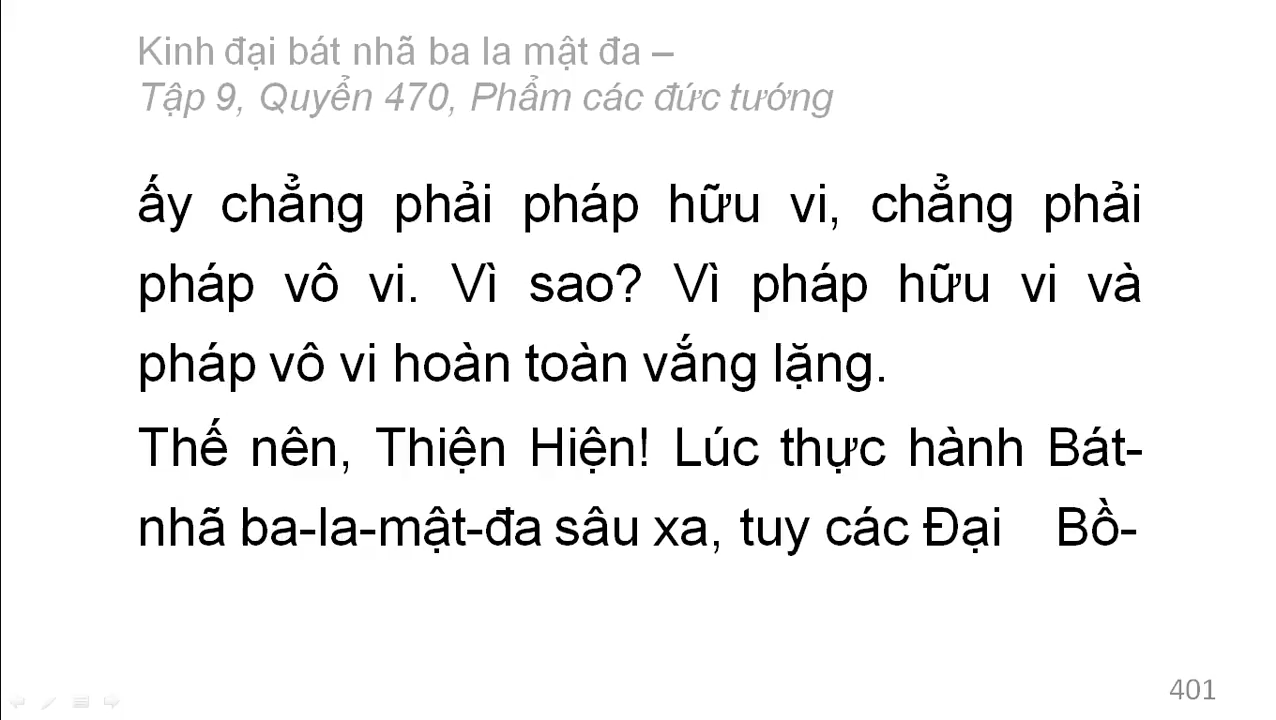 Kinh đại bát nhã ba la mật đa –
Tập 9, Quyển 470, Phẩm các đức tướng
ấy chẳng phải pháp hữu vi, chẳng phải
pháp vô vi. Vì sao? Vì pháp hữu vi và
pháp vô vi hoàn toàn vắng lặng.
Thế nên, Thiện Hiện! Lúc thực hành Bát-
nhã ba-la-mật-đa sâu xa, tuy các Đại Bồ-
401